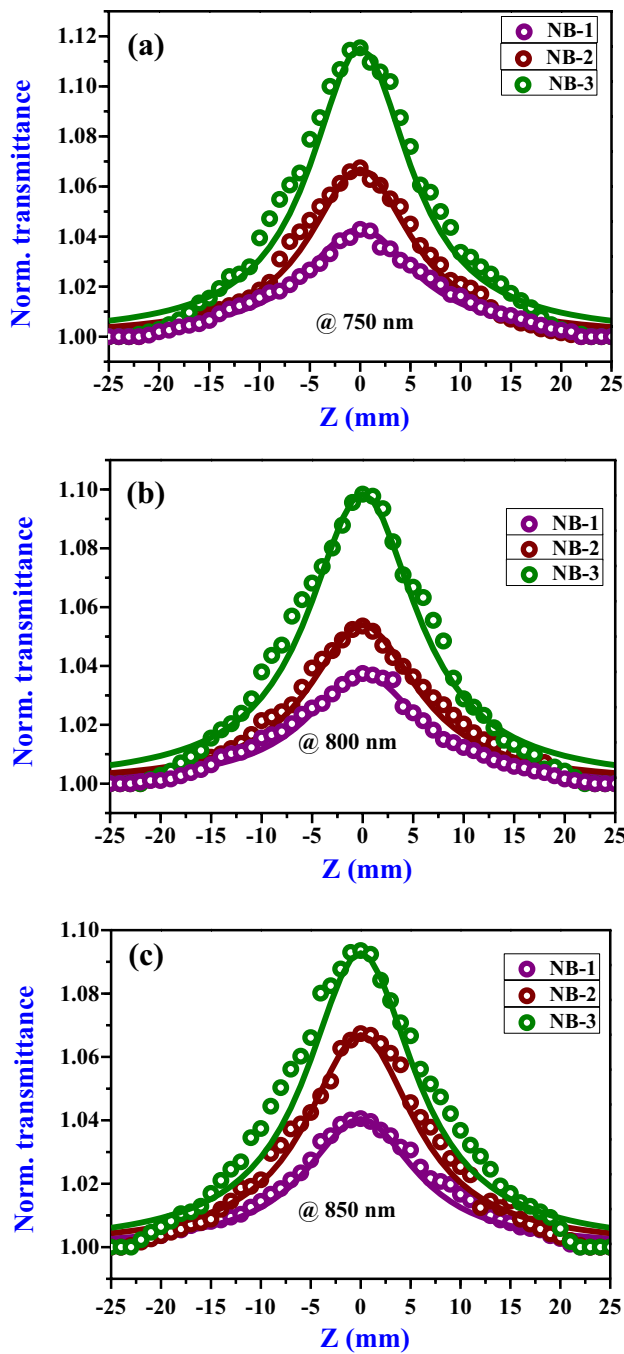 (a)
NB-1
NB-2
NB-3
Norm. transmittance
1.12
1.10
1.08
1.06
1.04
1.02
1.00
@ 750 nm
-25 -20 -15 -10 -5 0 5 10 15 20 25
Z (mm)
(b)
NB-1
NB-2
NB-3
Norm. transmittance
1.10
1.08
1.06
1.04
1.02
1.00
@ 800 nm
-25 -20 -15 -10 -5 0 5 10 15 20 25
Z (mm)
(c)
NB-1
NB-2
NB-3
Norm. transmittance
1.10
1.08
1.06
1.04
1.02
1.00
@ 850 nm
-25 -20 -15 -10 -5 0 5 10 15 20 25
Z (mm)